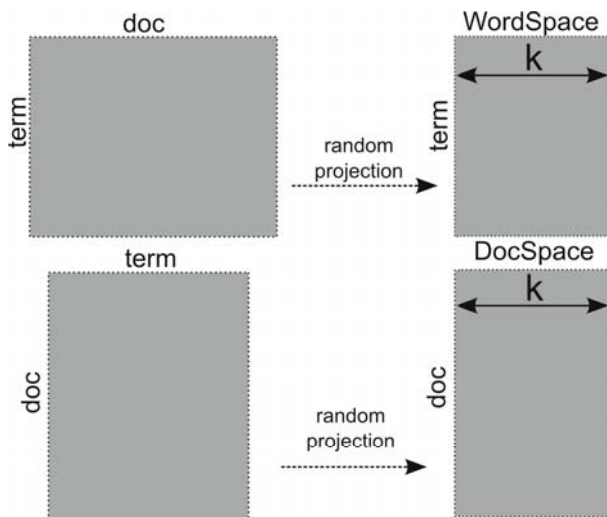 doc
WordSpace
k
term
term
random
projection
term
DocSpace
k
doc
doc
random
projection